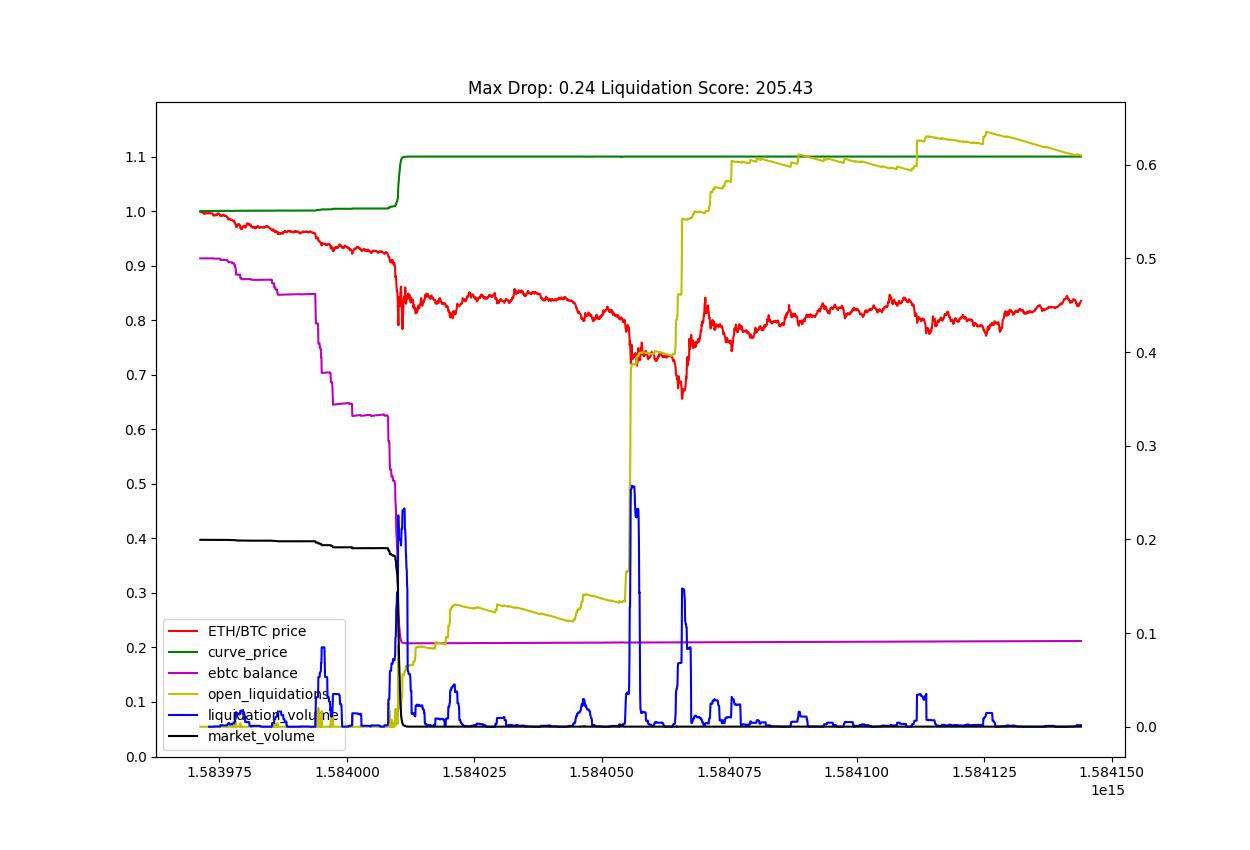 Max Drop: 0.24 Liquidation Score: 205.43
1.1
1.0
0.9
0.8
0.7
0.6
0.5
0.4
0.3
0.2
0.1
0.0
0.6
0.5
0.4
0.3
0.2
0.1
0.0
ETH/BTC price
curve_price
ebtc balance
open_liquidations
liquidation_volume
market_volume
1.583975 1.584000 1.584025 1.584050 1.584075 1.584100 1.584125 1.584150
1e15